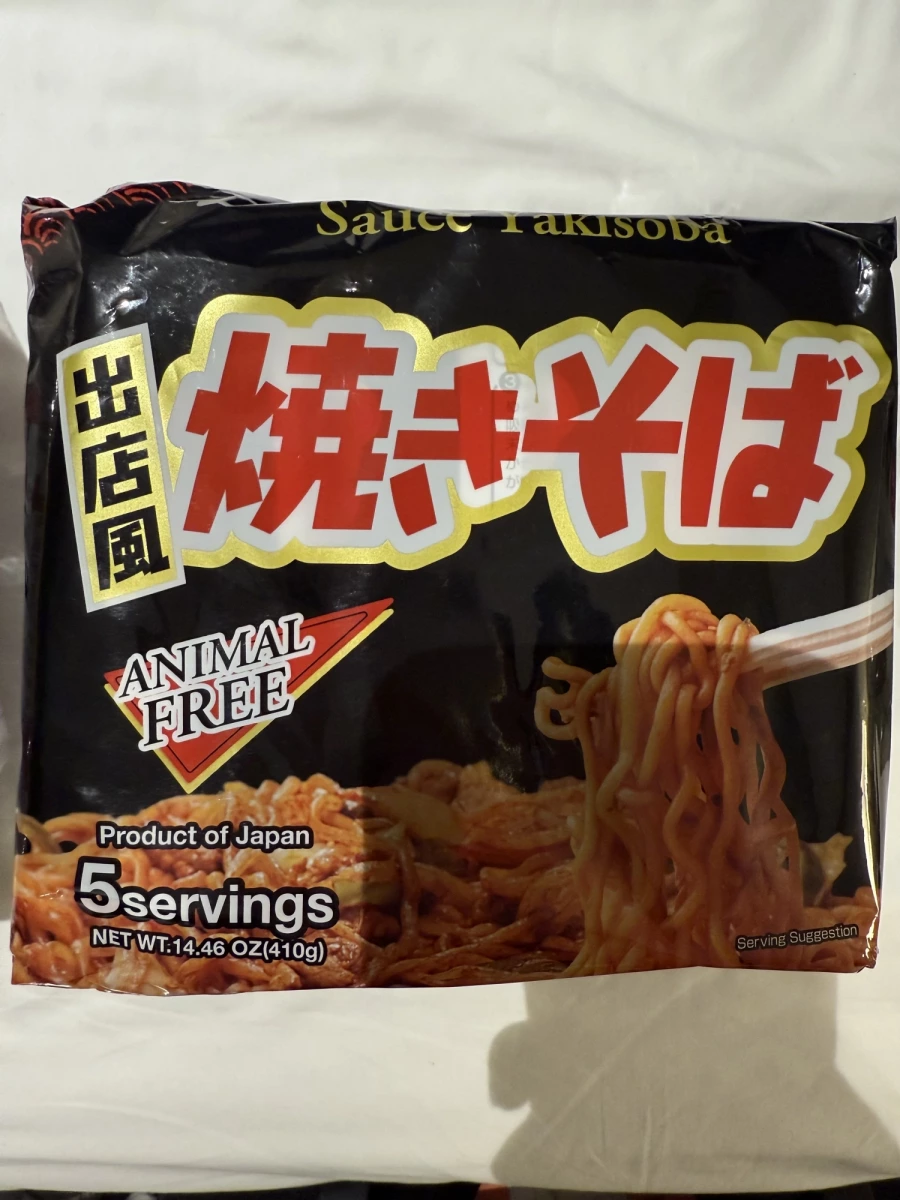 Sauce Yakisoba
出店風
焼きそば
ANIMAL
FREE
Product of Japan
5servings
NET WT.14.46 OZ(410g)
Serving Suggestion